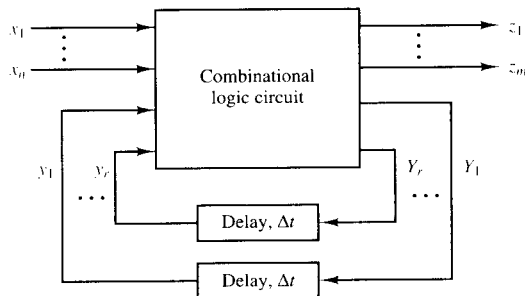 x1
z1
xn
zm
Combinational
logic circuit
y1
yr
Yr
Y1
Delay, Δt
Delay, Δt